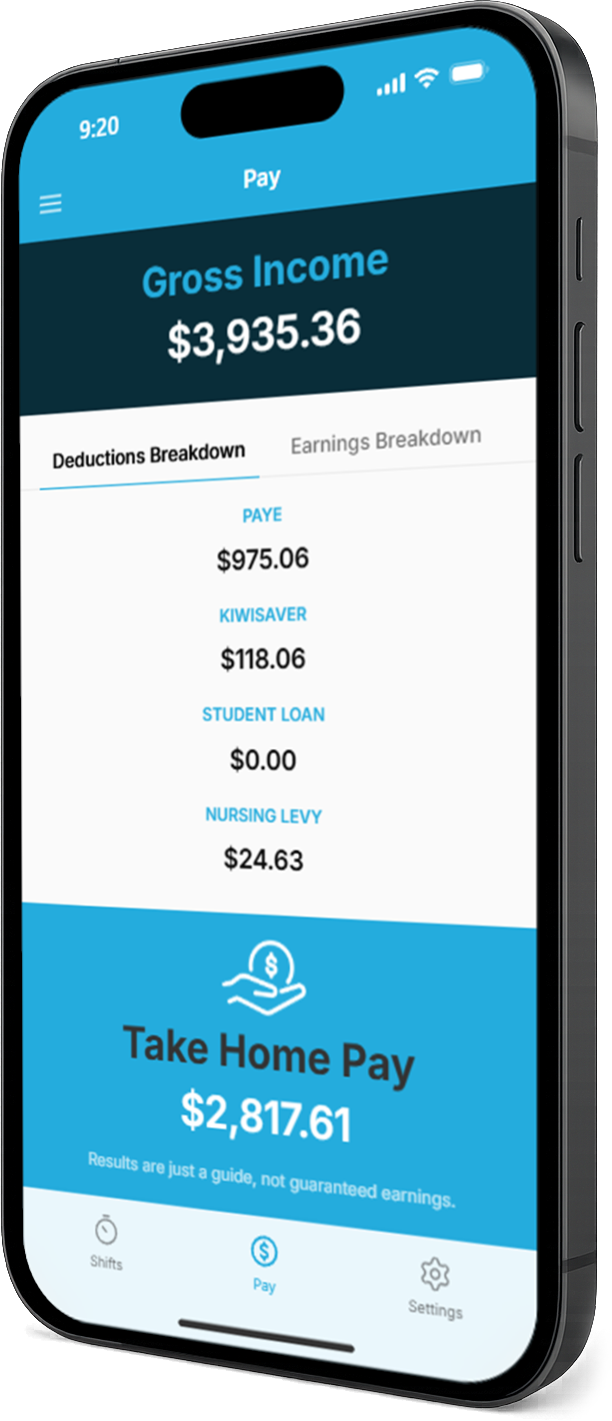 9:20
Pay
Gross Income
$3,935.36
Deductions Breakdown
Earnings Breakdown
PAYE
$975.06
KIWISAVER
$118.06
STUDENT LOAN
$0.00
NURSING LEVY
$24.63
Take Home Pay
$2,817.61
Results are just a guide, not guaranteed earnings.
Shifts
Pay
Settings